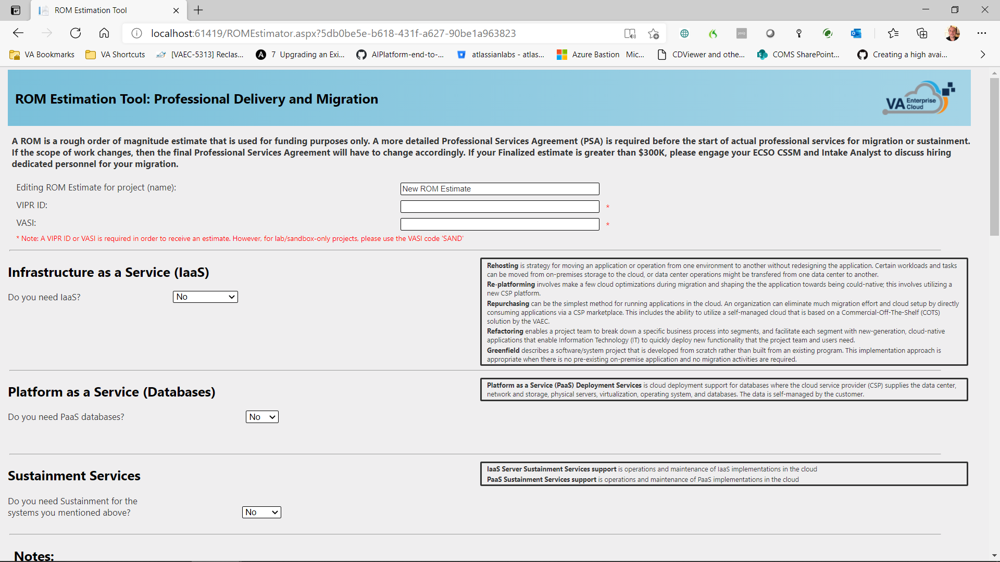 ROM Estimation Tool
localhost:61419/ROMEstimator.aspx?5db0be5e-b618-431f-a627-90be1a963823
VA Bookmarks
VA Shortcuts
[VAEC-5313] Reclas...
7 Upgrading an Exi...
AIPlatform-end-to-...
atlassianlabs - atlas...
Azure Bastion Mic...
CDViewer and othe...
COMS SharePoint...
Creating a high avai...
ROM Estimation Tool: Professional Delivery and Migration
VA Enterprise
Cloud
A ROM is a rough order of magnitude estimate that is used for funding purposes only. A more detailed Professional Services Agreement (PSA) is required before the start of actual professional services for migration or sustainment.
If the scope of work changes, then the final Professional Services Agreement will have to change accordingly. If your Finalized estimate is greater than $300K, please engage your ECSO CSSM and Intake Analyst to discuss hiring
dedicated personnel for your migration.
Editing ROM Estimate for project (name):
New ROM Estimate
VIPR ID:
*
VASI:
*
* Note: A VIPR ID or VASI is required in order to receive an estimate. However, for lab/sandbox-only projects, please use the VASI code 'SAND'
Infrastructure as a Service (IaaS)
Do you need IaaS?
No
Rehosting is strategy for moving an application or operation from one environment to another without redesigning the application. Certain workloads and tasks
can be moved from on-premises storage to the cloud, or data center operations might be transfered from one data center to another.
Re-platforming involves make a few cloud optimizations during migration and shaping the the application towards being could-native; this involves utilizing a
new CSP platform.
Repurchasing can be the simplest method for running applications in the cloud. An organization can eliminate much migration effort and cloud setup by directly
consuming applications via a CSP marketplace. This includes the ability to utilize a self-managed cloud that is based on a Commercial-Off-The-Shelf (COTS)
solution by the VAEC.
Refactoring enables a project team to break down a specific business process into segments, and facilitate each segment with new-generation, cloud-native
applications that enable Information Technology (IT) to quickly deploy new functionality that the project team and users need.
Greenfield describes a software/system project that is developed from scratch rather than built from an existing program. This implementation approach is
appropriate when there is no pre-existing on-premise application and no migration activities are required.
Platform as a Service (Databases)
Do you need PaaS databases?
No
Platform as a Service (PaaS) Deployment Services is cloud deployment support for databases where the cloud service provider (CSP) supplies the data center,
network and storage, physical servers, virtualization, operating system, and databases. The data is self-managed by the customer.
Sustainment Services
Do you need Sustainment for the
systems you mentioned above?
No
IaaS Server Sustainment Services support is operations and maintenance of IaaS implementations in the cloud
PaaS Sustainment Services support is operations and maintenance of PaaS implementations in the cloud
Notes: